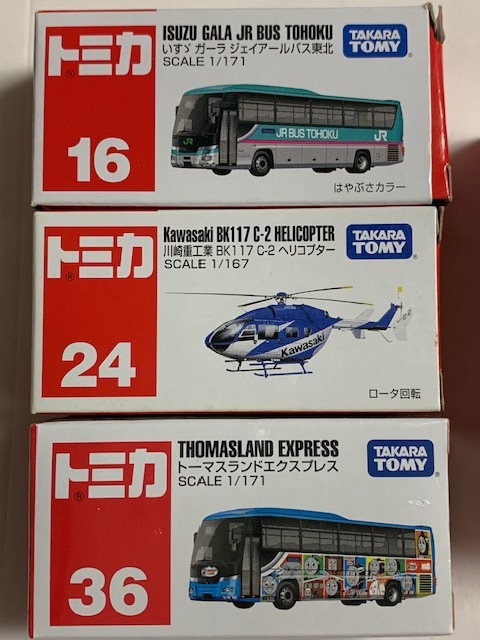 トミカ®
16
ISUZU GALA JR BUS TOHOKU
いすゞ ガーラ ジェイアールバス東北
SCALE 1/171
TAKARA TOMY
JR
JR BUS TOHOKU
JR
はやぶさカラー
トミカ®
24
Kawasaki BK117 C-2 HELICOPTER
川崎重工業 BK117 C-2 ヘリコプター
SCALE 1/167
TAKARA TOMY
Kawasaki
ロータ回転
トミカ®
36
THOMASLAND EXPRESS
トーマスランドエクスプレス
SCALE 1/171
TAKARA TOMY